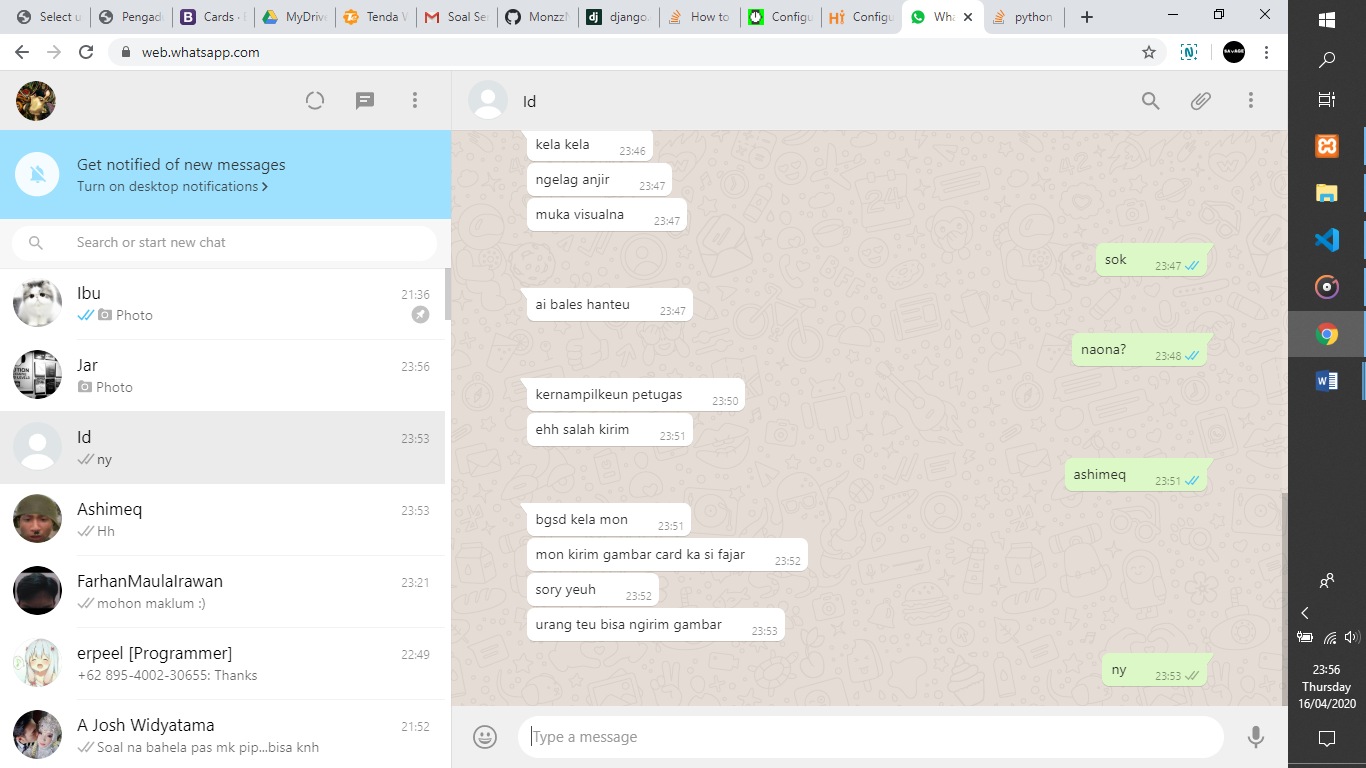 Select u
Pengadu
Cards · B
MyDrive
Tenda W
Soal Se
MonzzM
django.
How to
Configu
Configu
Wha
python
web.whatsapp.com
SAVAGE
Id
Get notified of new messages
Turn on desktop notifications
Search or start new chat
Ibu 21:36
Photo
Jar 23:56
Photo
Id 23:53
ny
Ashimeq 23:53
Hh
FarhanMaulaIrawan 23:21
mohon maklum :)
erpeel [Programmer] 22:49
+62 895-4002-30655: Thanks
A Josh Widyatama 21:52
Soal na bahela pas mk pip...bisa knh
kela kela 23:46
ngelag anjir 23:47
muka visualna 23:47
sok 23:47
ai bales hanteu 23:47
naona? 23:48
kernampilkeun petugas 23:50
ehh salah kirim 23:51
ashimeq 23:51
bgsd kela mon 23:51
mon kirim gambar card ka si fajar 23:52
sory yeuh 23:52
urang teu bisa ngirim gambar 23:53
ny 23:53
Type a message
23:56
Thursday
16/04/2020